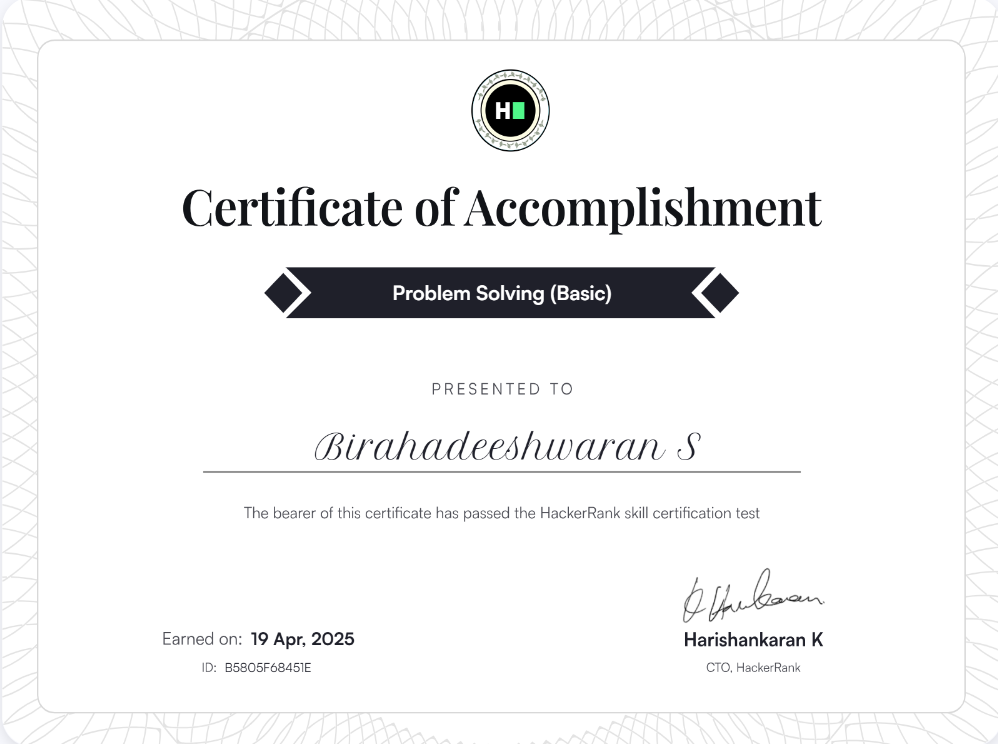 H
Certificate of Accomplishment
Problem Solving (Basic)
PRESENTED TO
Birahadeeshwaran S
The bearer of this certificate has passed the HackerRank skill certification test
Earned on: 19 Apr, 2025
ID: B5805F68451E
Harishankaran K
CTO, HackerRank